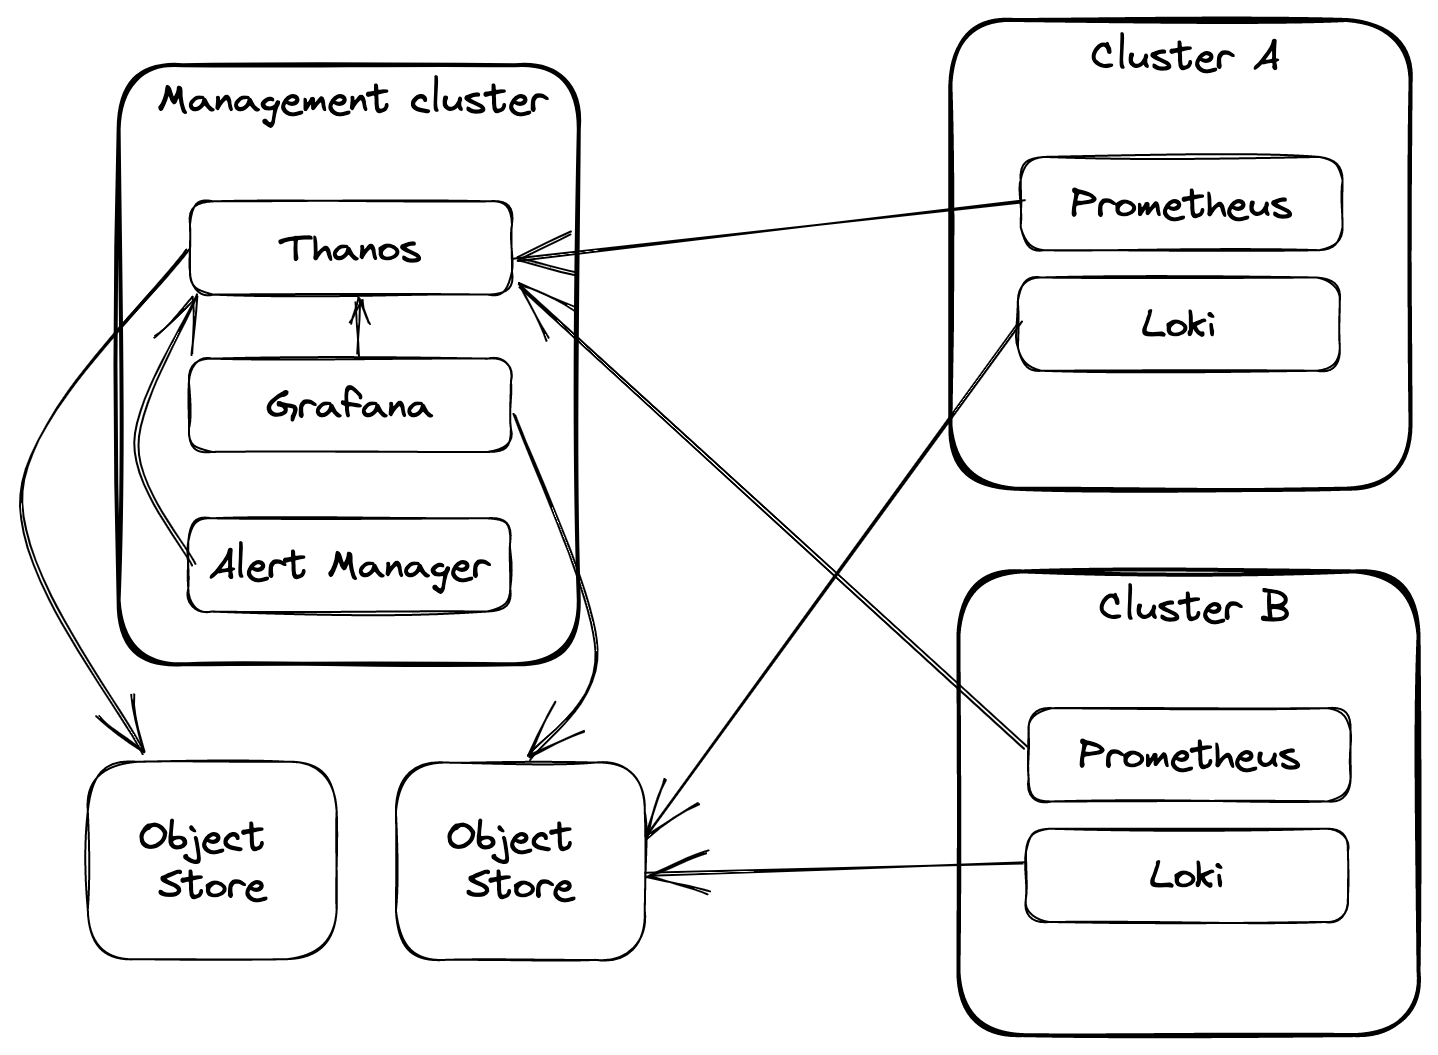 Management cluster
Thanos
Grafana
Alert Manager
Object
Store
Object
Store
Cluster A
Prometheus
Loki
Cluster B
Prometheus
Loki